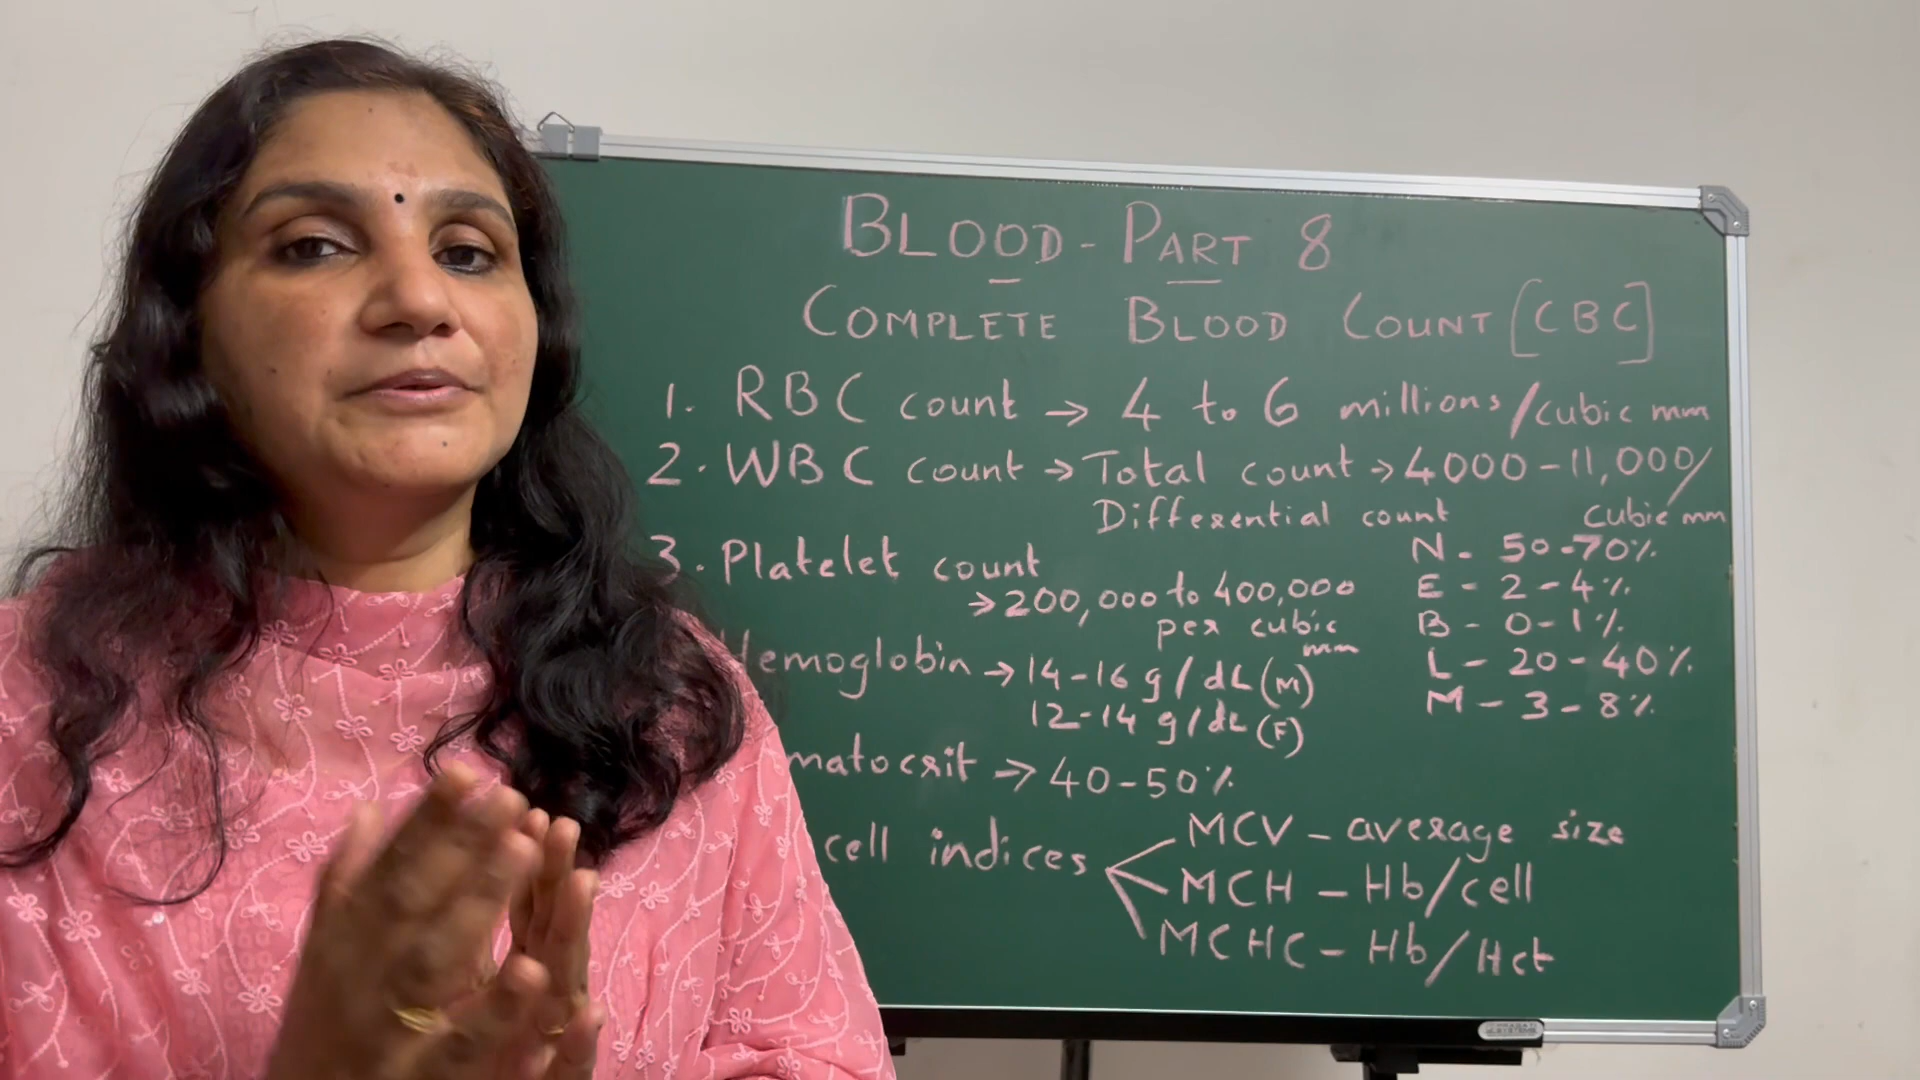 BLOOD - PART 8
COMPLETE BLOOD COUNT [CBC]
1. RBC count → 4 to 6 millions/cubic mm
2. WBC count → Total count → 4000-11,000/
cubic mm
Differential count
N - 50-70%
E - 2-4%
B - 0-1%
L - 20-40%
M - 3-8%
3. Platelet count
→ 200,000 to 400,000
per cubic
mm
emoglobin → 14-16 g/dL (M)
12-14 g/dL (F)
matocrit → 40-50%
cell indices
MCV - average size
MCH - Hb/cell
MCHC - Hb/Hct